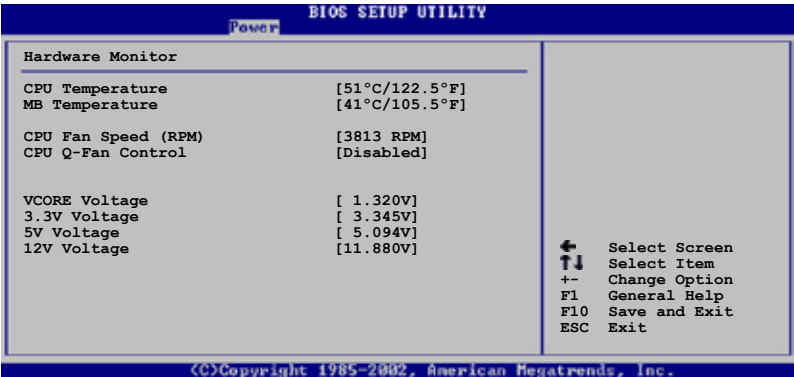 BIOS SETUP UTILITY
Power
Hardware Monitor
CPU Temperature [51°C/122.5°F]
MB Temperature [41°C/105.5°F]
CPU Fan Speed (RPM) [3813 RPM]
CPU Q-Fan Control [Disabled]
VCORE Voltage [ 1.320V]
3.3V Voltage [ 3.345V]
5V Voltage [ 5.094V]
12V Voltage [11.880V]
← Select Screen
↑↓ Select Item
+- Change Option
F1 General Help
F10 Save and Exit
ESC Exit
(C)Copyright 1985-2002, American Megatrends, Inc.